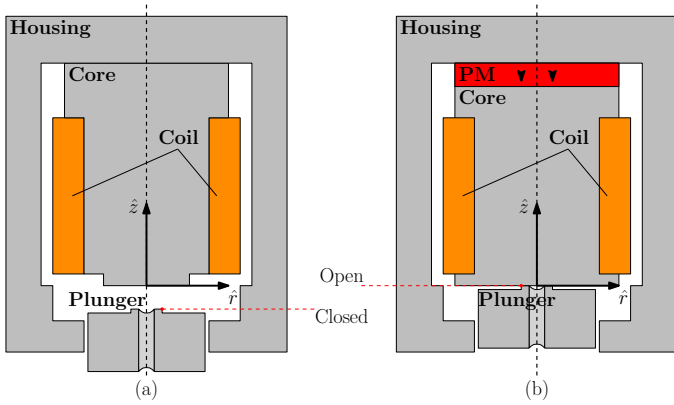 Housing
Core
Coil
ẑ
Plunger
r̂
(a)
Open
Closed
Housing
PM
Core
Coil
ẑ
Plunger
r̂
(b)